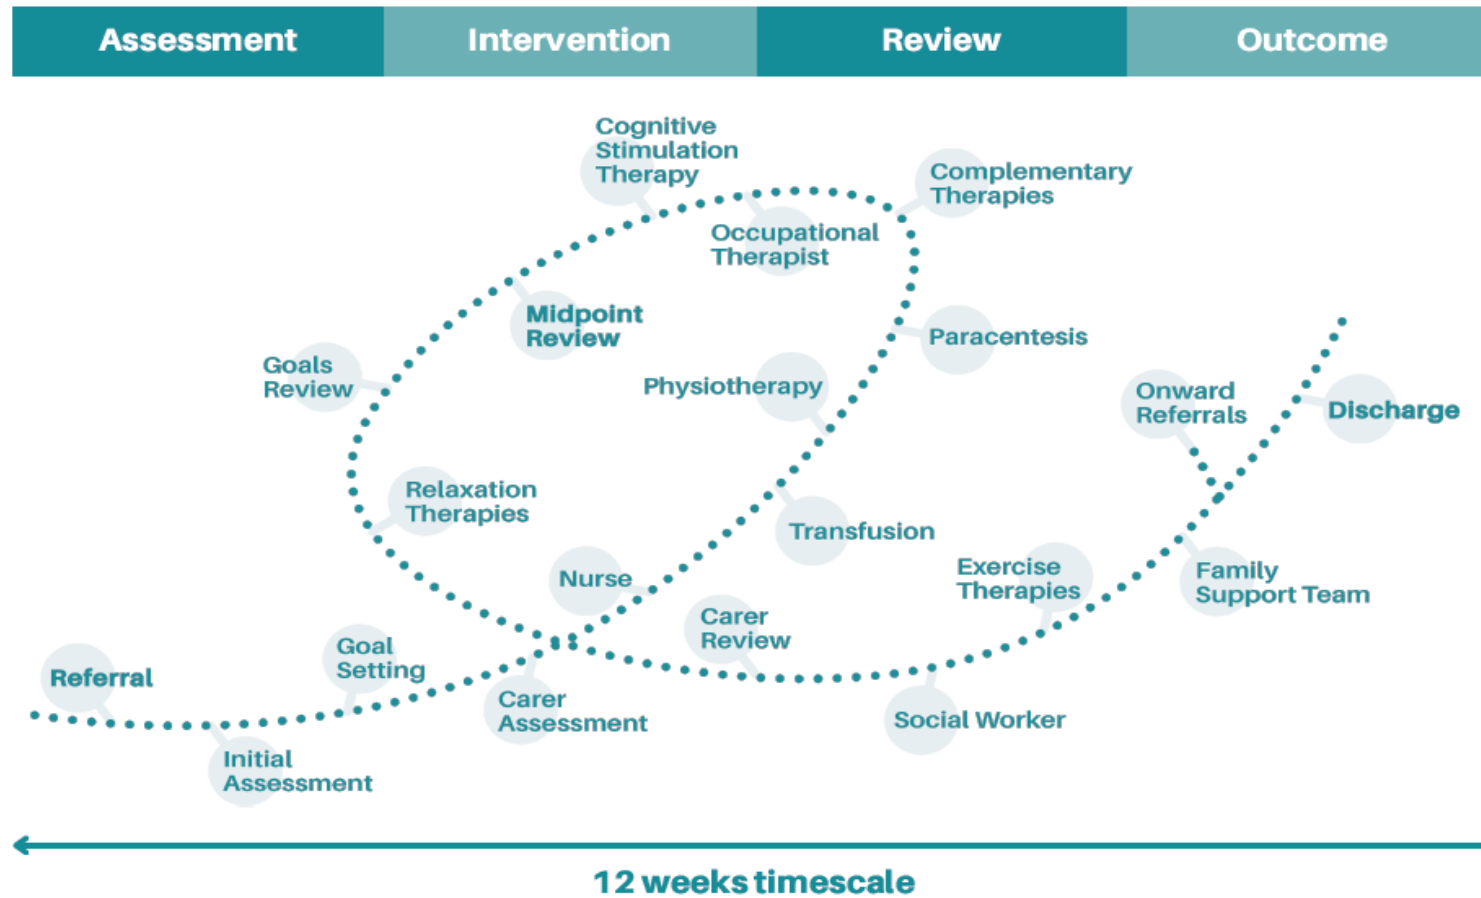 Assessment
Intervention
Review
Outcome
Cognitive
Stimulation
Therapy
Complementary
Therapies
Occupational
Therapist
Midpoint
Review
Paracentesis
Goals
Review
Physiotherapy
Onward
Referrals
Discharge
Relaxation
Therapies
Transfusion
Nurse
Exercise
Therapies
Family
Support Team
Carer
Review
Goal
Setting
Referral
Carer
Assessment
Social Worker
Initial
Assessment
12 weeks timescale